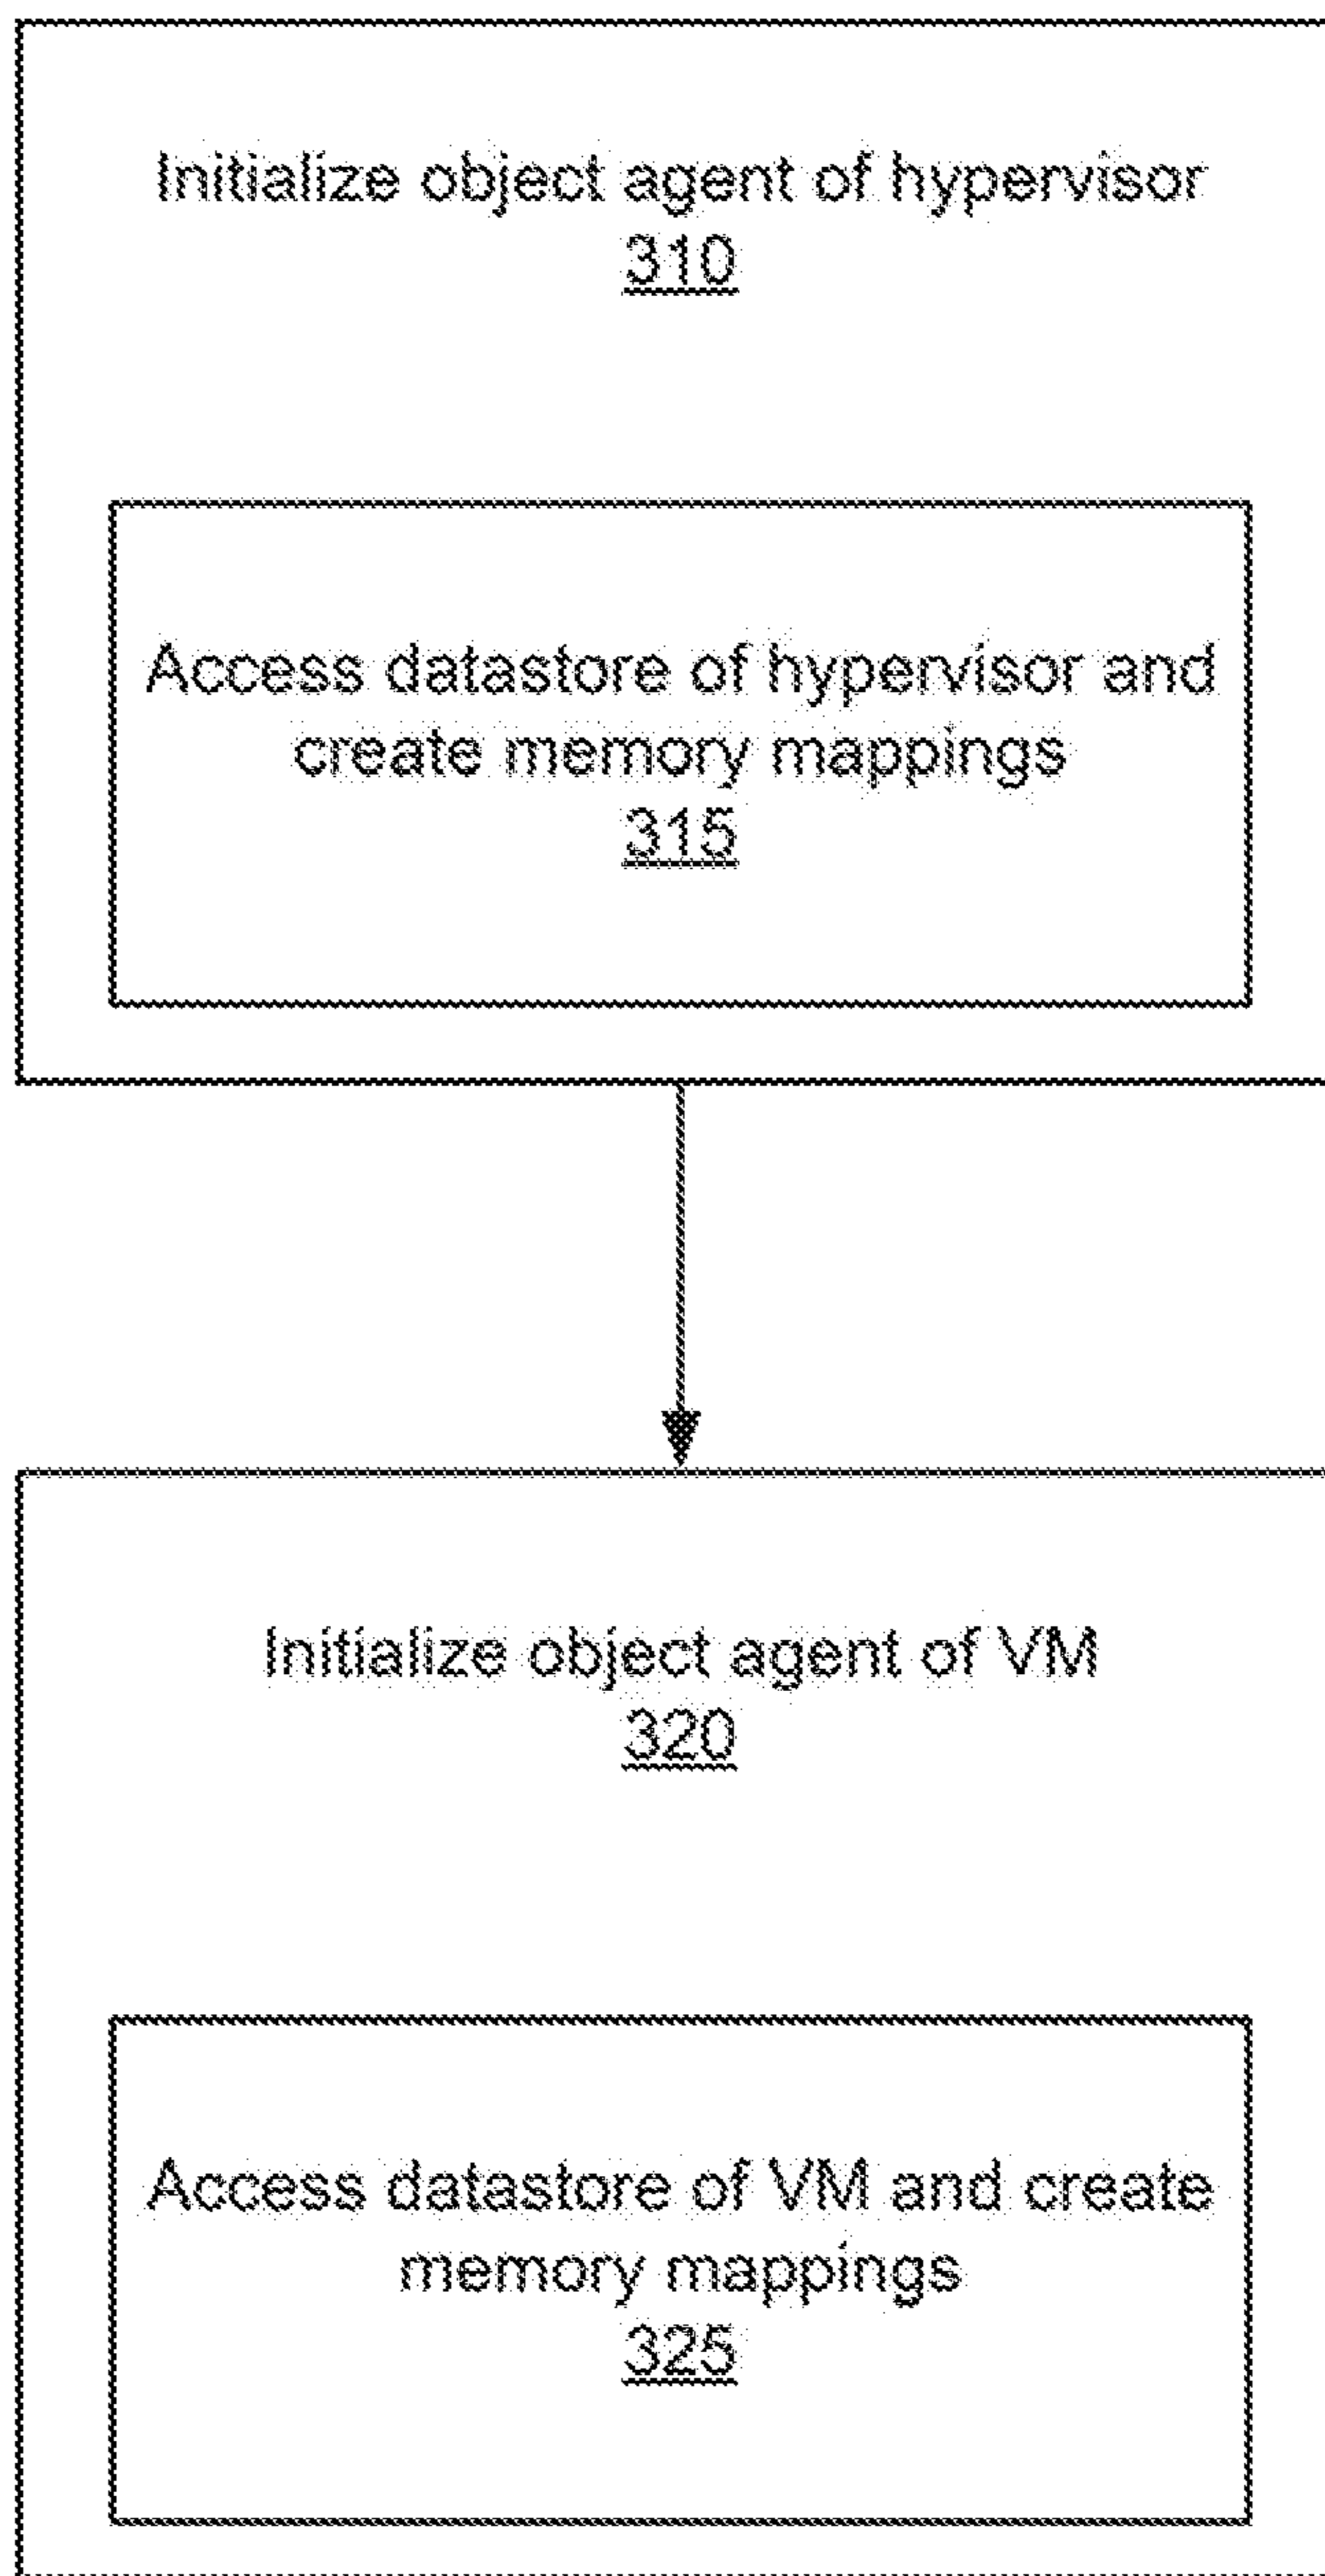 Initialize object agent of hypervisor
310
Access datastore of hypervisor and
create memory mappings
315
Initialize object agent of VM
320
Access datastore of VM and create
memory mappings
325